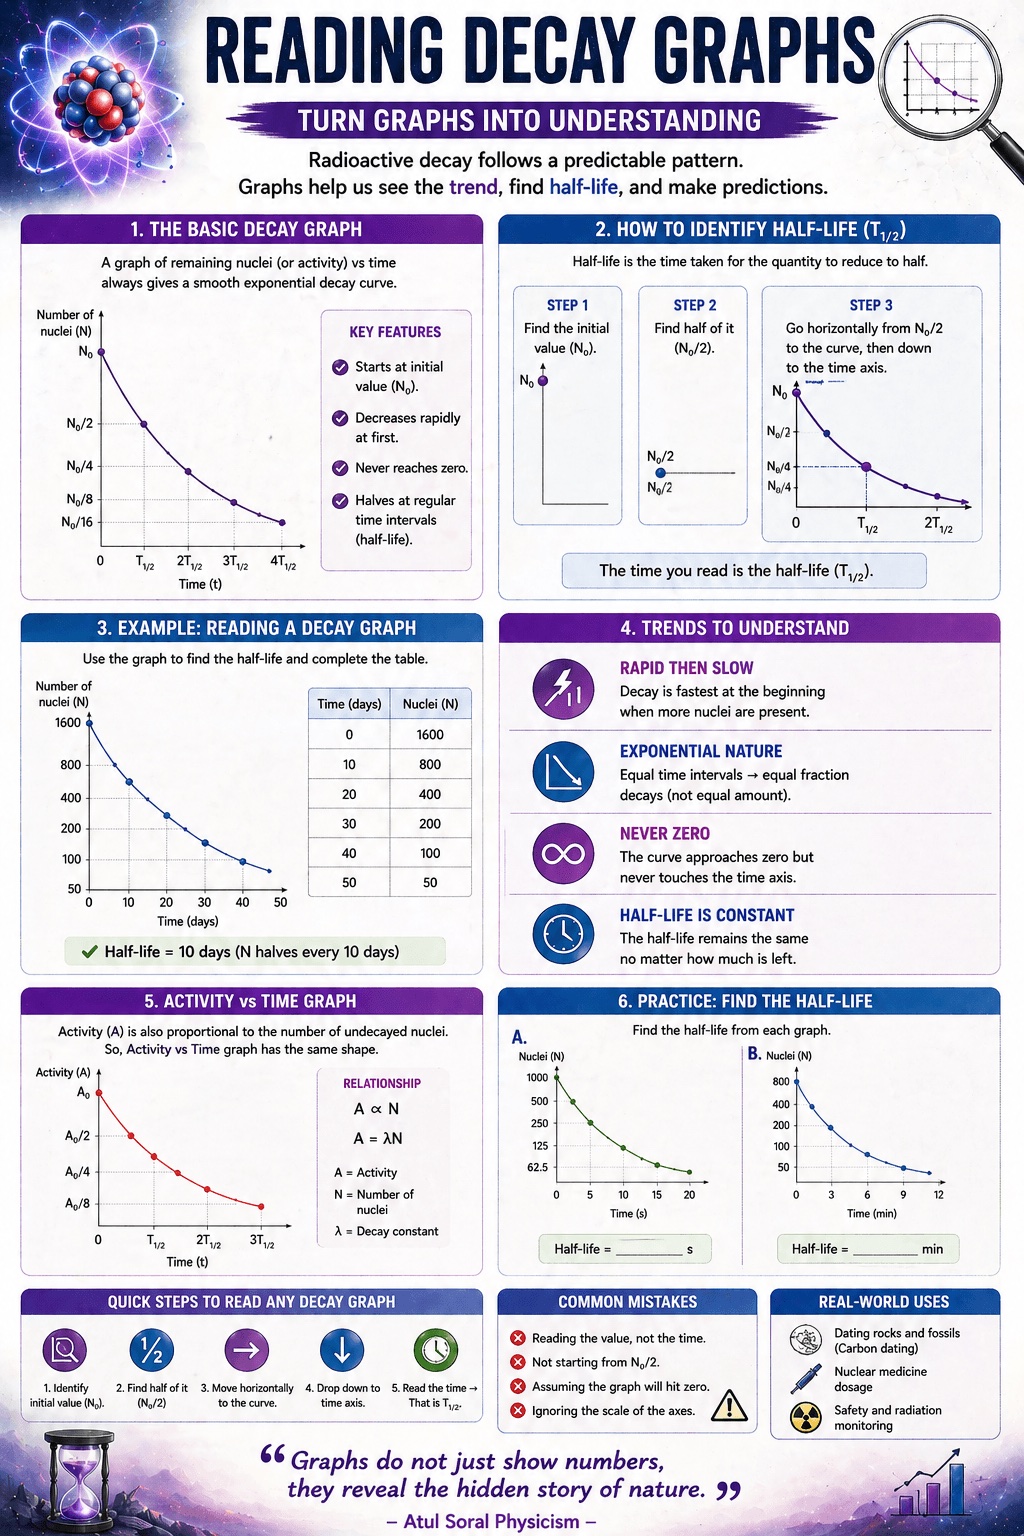 READING DECAY GRAPHS
TURN GRAPHS INTO UNDERSTANDING
Radioactive decay follows a predictable pattern.
Graphs help us see the trend, find half-life, and make predictions.
1. THE BASIC DECAY GRAPH
A graph of remaining nuclei (or activity) vs time
always gives a smooth exponential decay curve.
Number of
nuclei (N)
N₀
N₀/2
N₀/4
N₀/8
N₀/16
0 T₁/₂ 2T₁/₂ 3T₁/₂ 4T₁/₂
Time (t)
KEY FEATURES
Starts at initial
value (N₀).
Decreases rapidly
at first.
Never reaches zero.
Halves at regular
time intervals
(half-life).
2. HOW TO IDENTIFY HALF-LIFE (T₁/₂)
Half-life is the time taken for the quantity to reduce to half.
STEP 1
Find the initial
value (N₀).
N₀
STEP 2
Find half of it
(N₀/2).
N₀/2
N₀/2
STEP 3
Go horizontally from N₀/2
to the curve, then down
to the time axis.
N₀
N₀/2
N₀/4
N₀/4
0 T₁/₂ 2T₁/₂
The time you read is the half-life (T₁/₂).
3. EXAMPLE: READING A DECAY GRAPH
Use the graph to find the half-life and complete the table.
Number of
nuclei (N)
1600
800
400
200
100
50
0 10 20 30 40 50
Time (days)
Time (days) Nuclei (N)
0 1600
10 800
20 400
30 200
40 100
50 50
Half-life = 10 days (N halves every 10 days)
4. TRENDS TO UNDERSTAND
RAPID THEN SLOW
Decay is fastest at the beginning
when more nuclei are present.
EXPONENTIAL NATURE
Equal time intervals → equal fraction
decays (not equal amount).
NEVER ZERO
The curve approaches zero but
never touches the time axis.
HALF-LIFE IS CONSTANT
The half-life remains the same
no matter how much is left.
5. ACTIVITY vs TIME GRAPH
Activity (A) is also proportional to the number of undecayed nuclei.
So, Activity vs Time graph has the same shape.
Activity (A)
A₀
A₀/2
A₀/4
A₀/8
0 T₁/₂ 2T₁/₂ 3T₁/₂
Time (t)
RELATIONSHIP
A ∝ N
A = λN
A = Activity
N = Number of
nuclei
λ = Decay constant
6. PRACTICE: FIND THE HALF-LIFE
Find the half-life from each graph.
A.
Nuclei (N)
1000
500
250
125
62.5
0 5 10 15 20
Time (s)
Half-life = ________ s
B. Nuclei (N)
800
400
200
100
50
0 3 6 9 12
Time (min)
Half-life = ________ min
QUICK STEPS TO READ ANY DECAY GRAPH
1/2
1. Identify
initial value (N₀).
2. Find half of it
(N₀/2)
3. Move horizontally
to the curve.
4. Drop down to
time axis.
5. Read the time →
That is T₁/₂.
COMMON MISTAKES
Reading the value, not the time.
Not starting from N₀/2.
Assuming the graph will hit zero.
Ignoring the scale of the axes.
REAL-WORLD USES
Dating rocks and fossils
(Carbon dating)
Nuclear medicine
dosage
Safety and radiation
monitoring
“Graphs do not just show numbers,
they reveal the hidden story of nature.”
– Atul Soral Physicism –